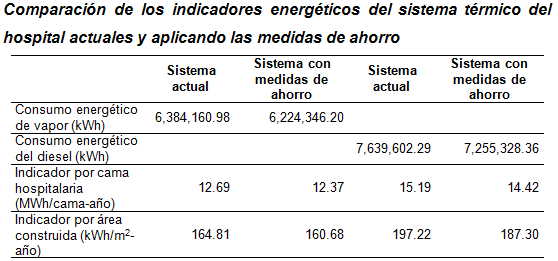 Comparación de los indicadores energéticos del sistema térmico del
hospital actuales y aplicando las medidas de ahorro
Sistema actual | Sistema con medidas de ahorro | Sistema actual | Sistema con medidas de ahorro
Consumo energético de vapor (kWh) 6,384,160.98 6,224,346.20
Consumo energético del diesel (kWh) 7,639,602.29 7,255,328.36
Indicador por cama hospitalaria (MWh/cama-año) 12.69 12.37 15.19 14.42
Indicador por área construida (kWh/m²-año) 164.81 160.68 197.22 187.30